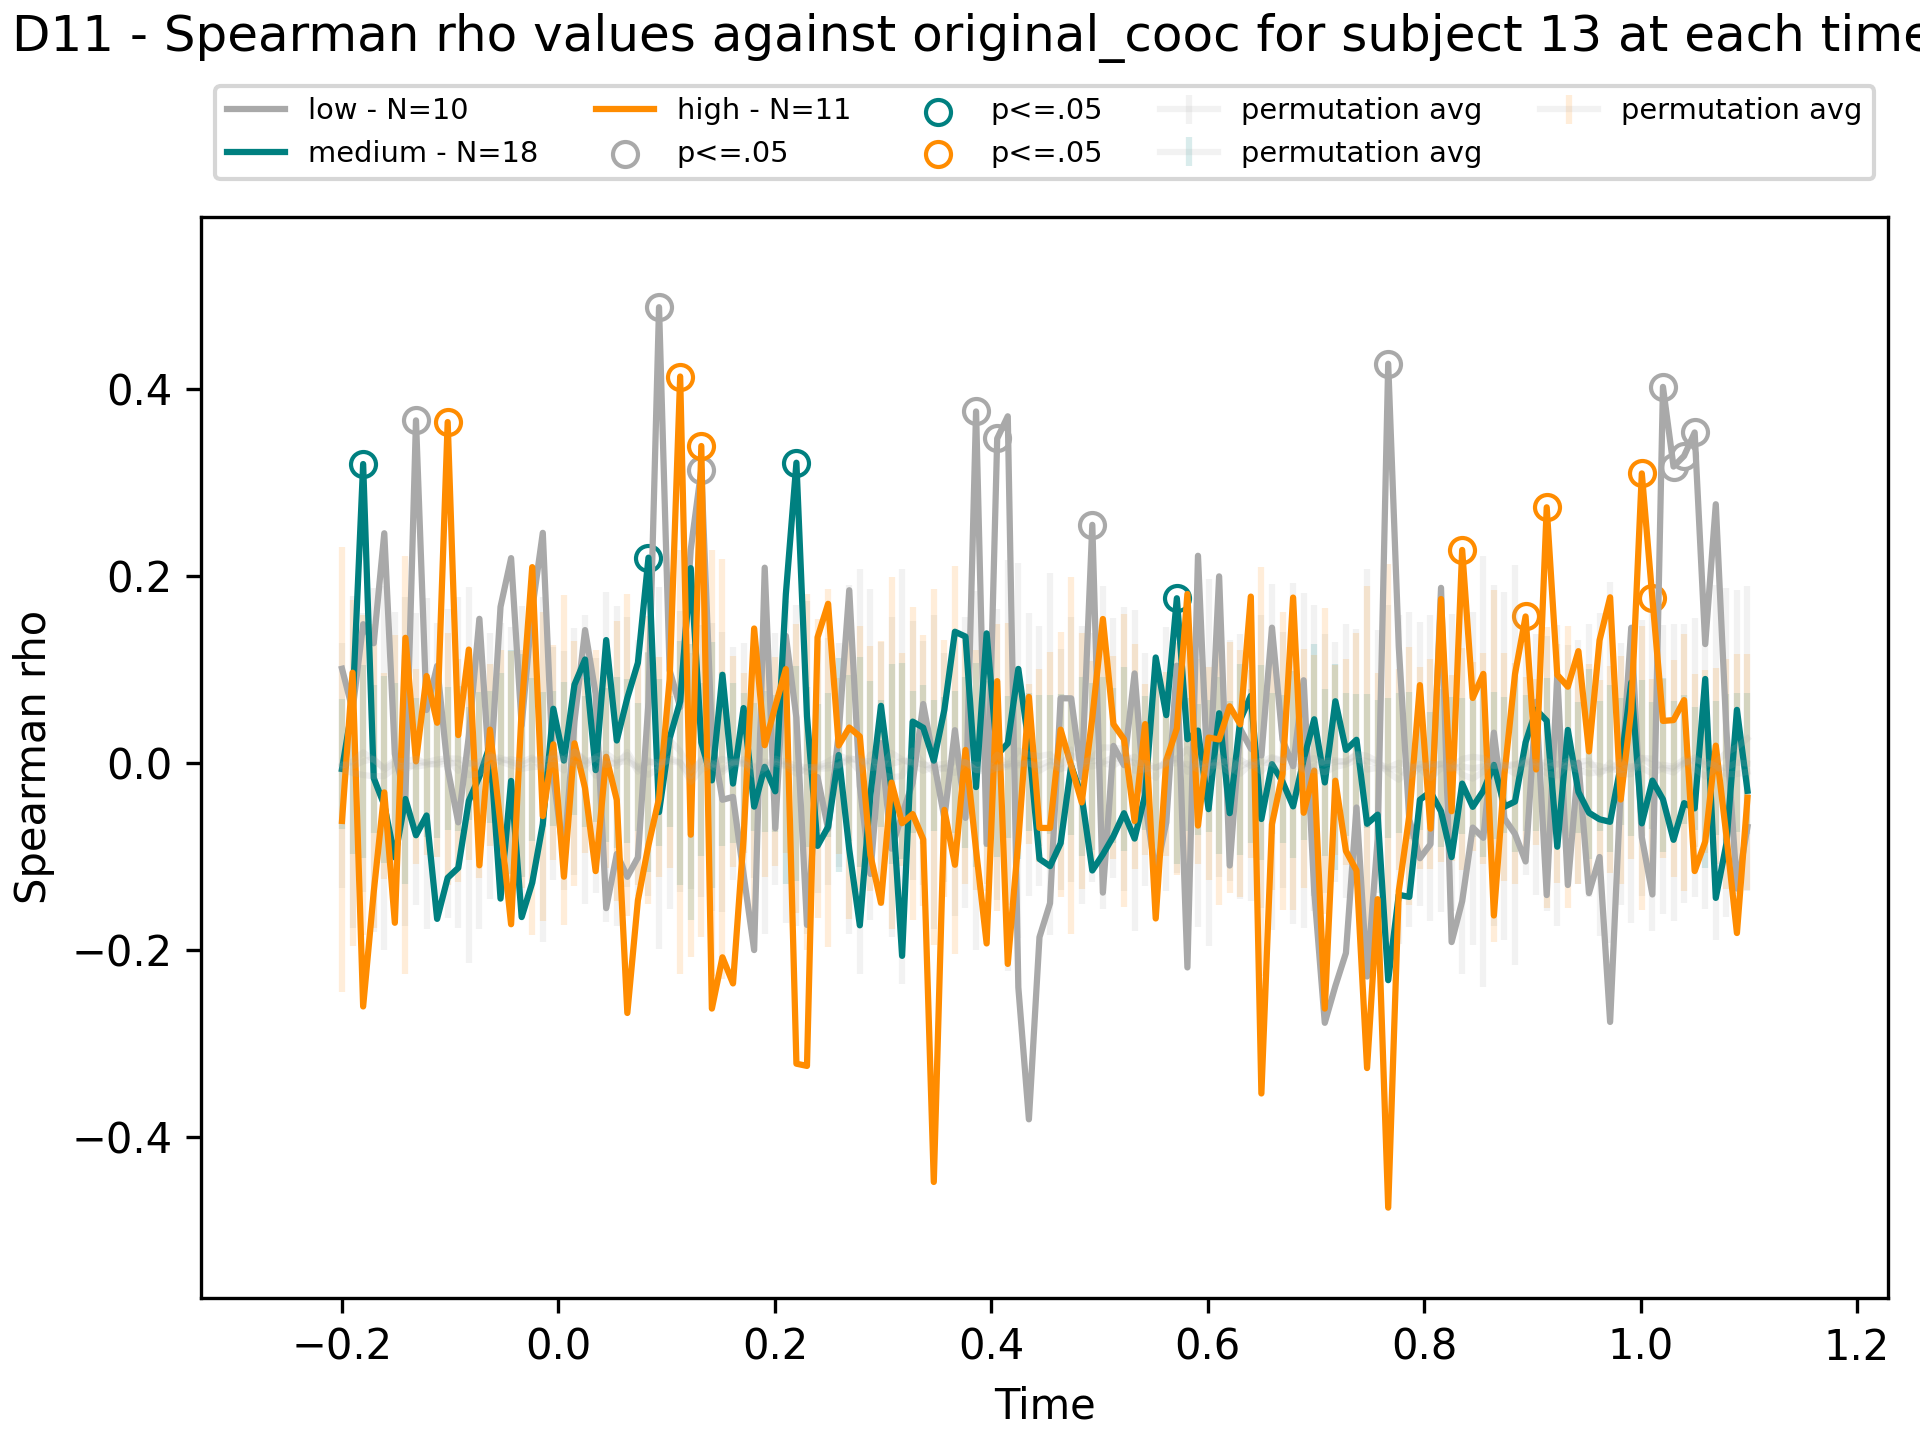 D11 - Spearman rho values against original_cooc for subject 13 at each time
low - N=10
medium - N=18
high - N=11
p<=.05
p<=.05
p<=.05
permutation avg
permutation avg
permutation avg
Spearman rho
0.4
0.2
0.0
−0.2
−0.4
−0.2 0.0 0.2 0.4 0.6 0.8 1.0 1.2
Time